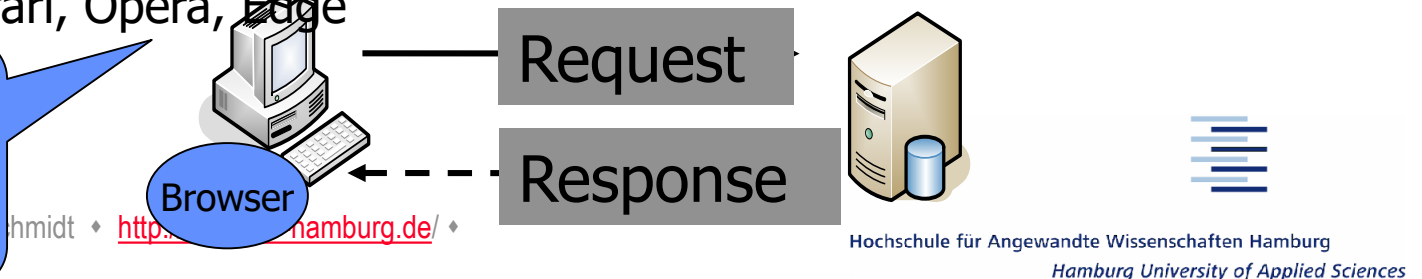 Opera, Edge
Request
Response
Browser
hmidt ⬩ http:/ hamburg.de/ ⬩
Hochschule für Angewandte Wissenschaften Hamburg
Hamburg University of Applied Sciences